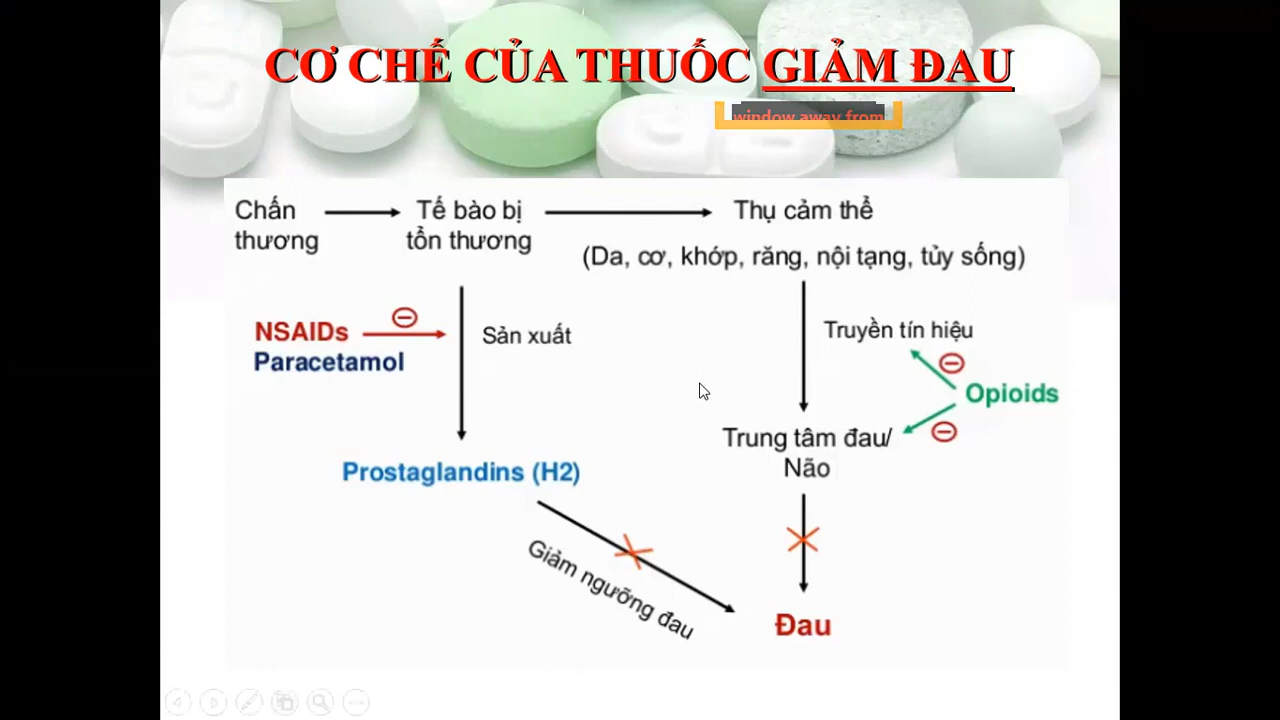 CƠ CHẾ CỦA THUỐC GIẢM ĐAU
window away from
Chấn thương
Tế bào bị
tổn thương
Thụ cảm thể
(Da, cơ, khớp, răng, nội tạng, tủy sống)
NSAIDs
Paracetamol
Sản xuất
Truyền tín hiệu
Opioids
Trung tâm đau/
Não
Prostaglandins (H2)
Giảm ngưỡng đau
Đau